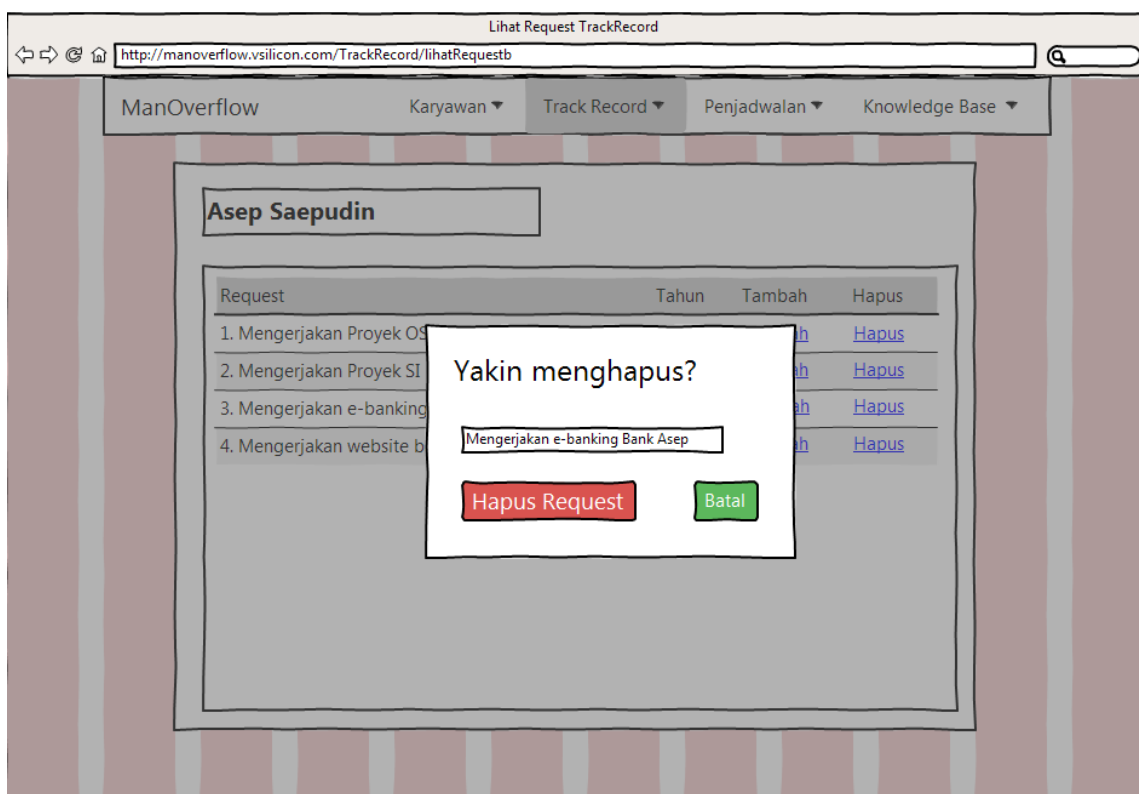 Lihat Request TrackRecord
http://manoverflow.vsilicon.com/TrackRecord/lihatRequestb
ManOverflow Karyawan Track Record Penjadwalan Knowledge Base
Asep Saepudin
Request Tahun Tambah Hapus
1. Mengerjakan Proyek Hapus
2. Mengerjakan Proyek SI Hapus
3. Mengerjakan e-banking Hapus
4. Mengerjakan website Hapus
Yakin menghapus?
Mengerjakan e-banking Bank Asep
Hapus Request Batal